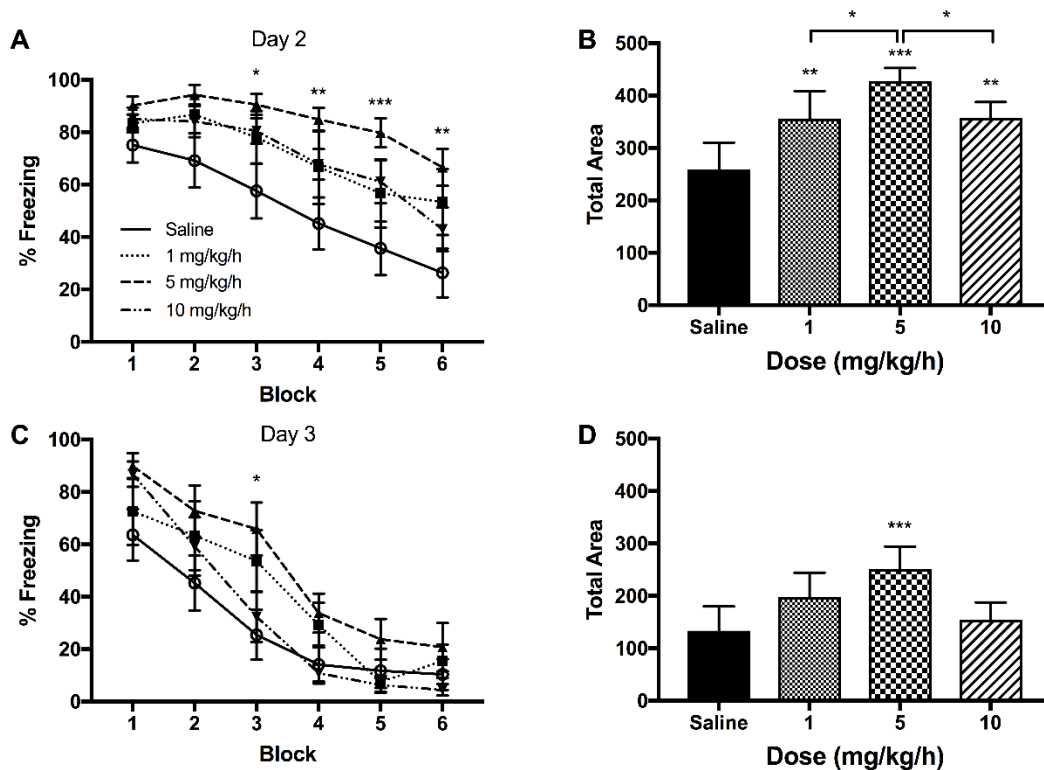 A
Day 2
* ** *** **
% Freezing
100
80
60
40
20
0
Saline
1 mg/kg/h
5 mg/kg/h
10 mg/kg/h
1 2 3 4 5 6
Block
B
* *
** *** **
Total Area
500
400
300
200
100
0
Saline 1 5 10
Dose (mg/kg/h)
C
Day 3
*
% Freezing
100
80
60
40
20
0
1 2 3 4 5 6
Block
D
***
Total Area
500
400
300
200
100
0
Saline 1 5 10
Dose (mg/kg/h)